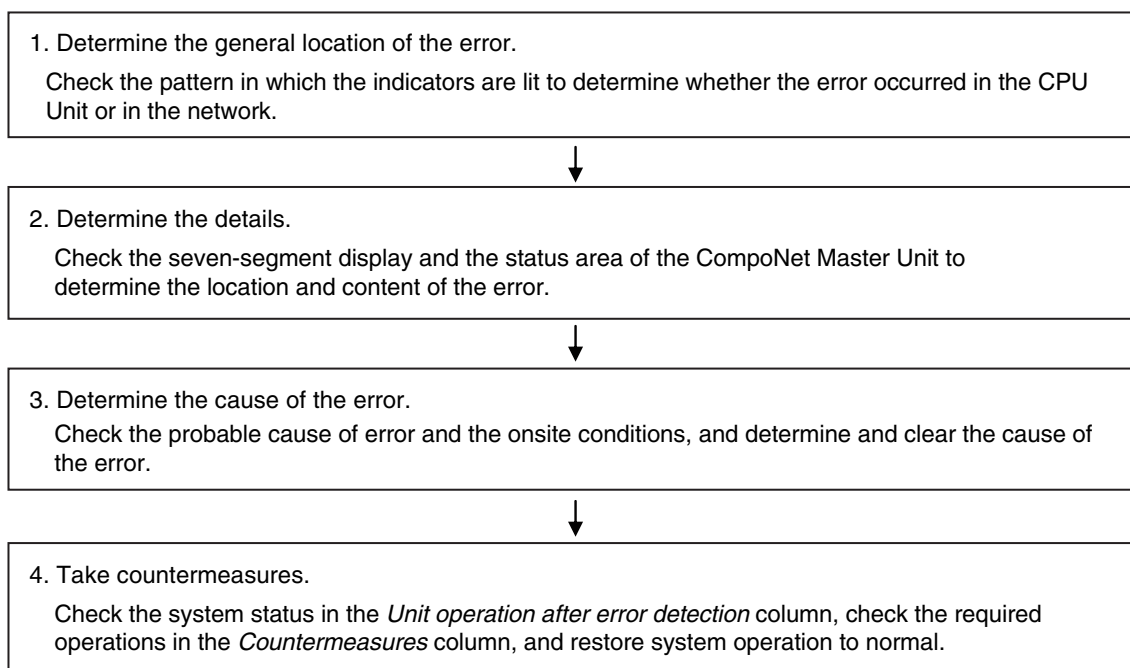 1. Determine the general location of the error.
Check the pattern in which the indicators are lit to determine whether the error occurred in the CPU
Unit or in the network.
2. Determine the details.
Check the seven-segment display and the status area of the CompoNet Master Unit to
determine the location and content of the error.
3. Determine the cause of the error.
Check the probable cause of error and the onsite conditions, and determine and clear the cause of
the error.
4. Take countermeasures.
Check the system status in the Unit operation after error detection column, check the required
operations in the Countermeasures column, and restore system operation to normal.